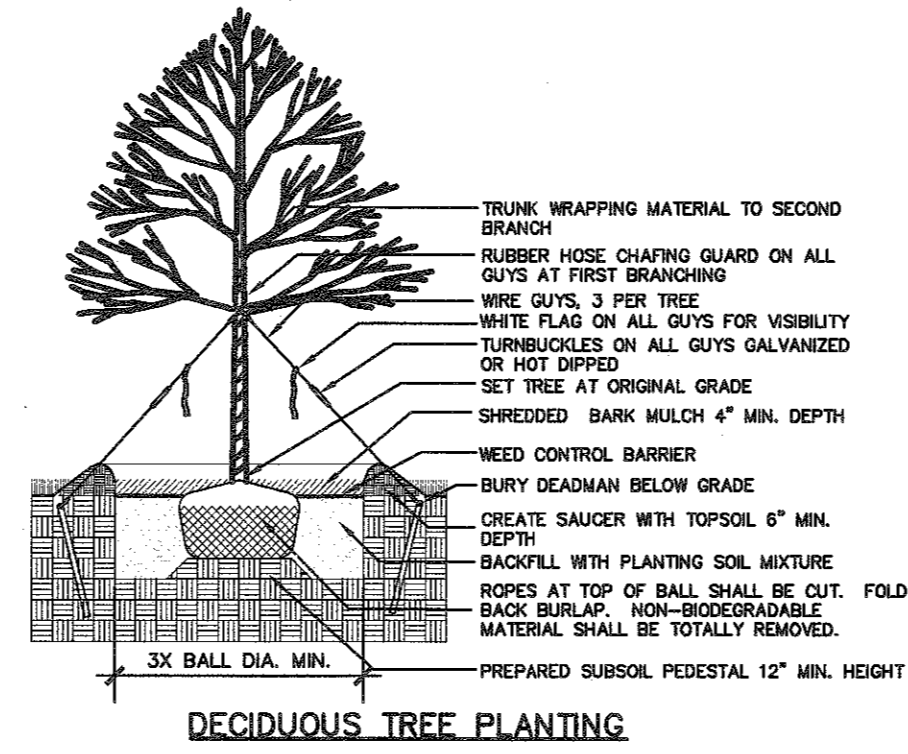 TRUNK WRAPPING MATERIAL TO SECOND
BRANCH
RUBBER HOSE CHAFING GUARD ON ALL
GUYS AT FIRST BRANCHING
WIRE GUYS, 3 PER TREE
WHITE FLAG ON ALL GUYS FOR VISIBILITY
TURNBUCKLES ON ALL GUYS GALVANIZED
OR HOT DIPPED
SET TREE AT ORIGINAL GRADE
SHREDDED BARK MULCH 4" MIN. DEPTH
WEED CONTROL BARRIER
BURY DEADMAN BELOW GRADE
CREATE SAUCER WITH TOPSOIL 6" MIN.
DEPTH
BACKFILL WITH PLANTING SOIL MIXTURE
ROPES AT TOP OF BALL SHALL BE CUT. FOLD
BACK BURLAP. NON-BIODEGRADABLE
MATERIAL SHALL BE TOTALLY REMOVED.
3X BALL DIA. MIN.
PREPARED SUBSOIL PEDESTAL 12" MIN. HEIGHT
DECIDUOUS TREE PLANTING